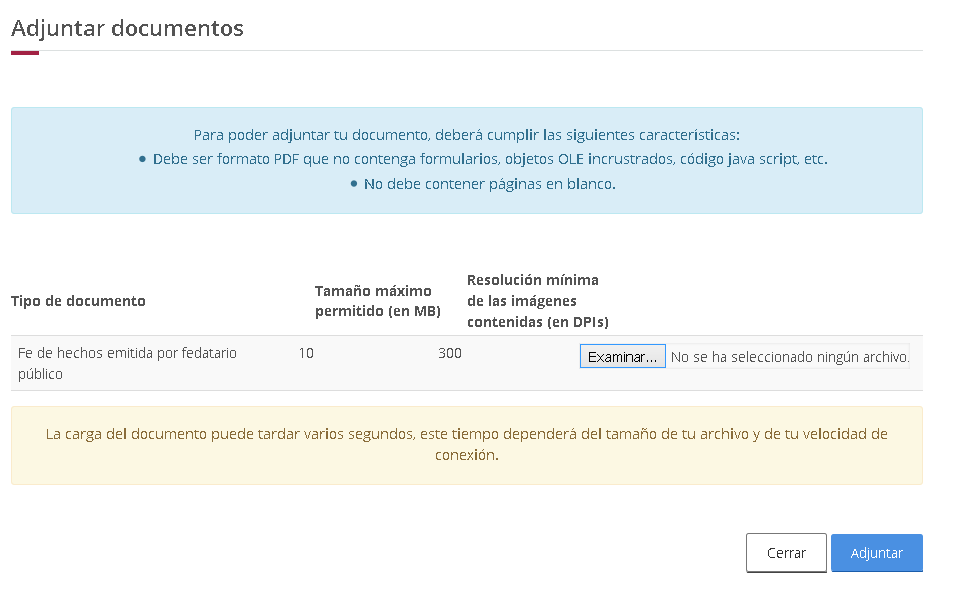 Adjuntar documentos
Para poder adjuntar tu documento, deberá cumplir las siguientes características:
• Debe ser formato PDF que no contenga formularios, objetos OLE incrustrados, código java script, etc.
• No debe contener páginas en blanco.
Tipo de documento
Tamaño máximo
permitido (en MB)
Resolución mínima
de las imágenes
contenidas (en DPIs)
Fe de hechos emitida por fedatario
público
10
300
Examinar... No se ha seleccionado ningún archivo.
La carga del documento puede tardar varios segundos, este tiempo dependerá del tamaño de tu archivo y de tu velocidad de
conexión.
Cerrar
Adjuntar